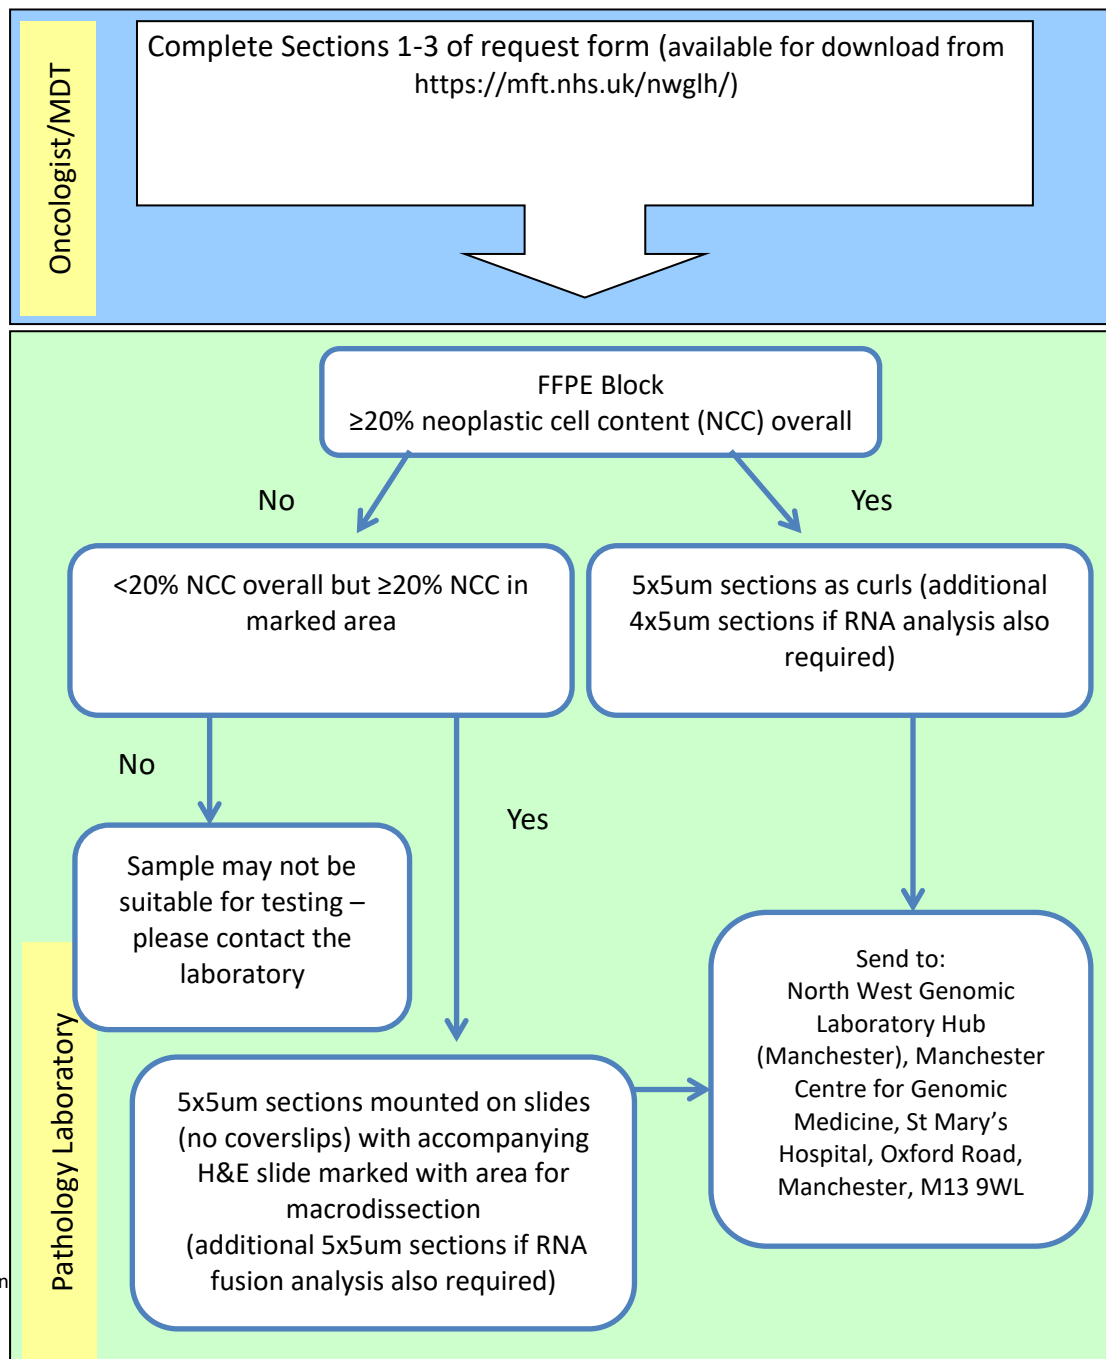 Oncologist/MDT
Complete Sections 1-3 of request form (available for download from
https://mft.nhs.uk/nwglh/)
FFPE Block
≥20% neoplastic cell content (NCC) overall
No
Yes
<20% NCC overall but ≥20% NCC in
marked area
5x5um sections as curls (additional
4x5um sections if RNA analysis also
required)
No
Yes
Sample may not be
suitable for testing –
please contact the
laboratory
Send to:
North West Genomic
Laboratory Hub
(Manchester), Manchester
Centre for Genomic
Medicine, St Mary’s
Hospital, Oxford Road,
Manchester, M13 9WL
Pathology Laboratory
5x5um sections mounted on slides
(no coverslips) with accompanying
H&E slide marked with area for
macrodissection
(additional 5x5um sections if RNA
fusion analysis also required)
n